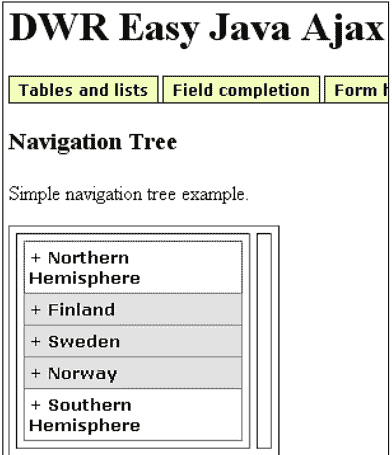 DWR Easy Java Ajax
Tables and lists Field completion Form
Navigation Tree
Simple navigation tree example.
+ Northern
Hemisphere
+ Finland
+ Sweden
+ Norway
+ Southern
Hemisphere